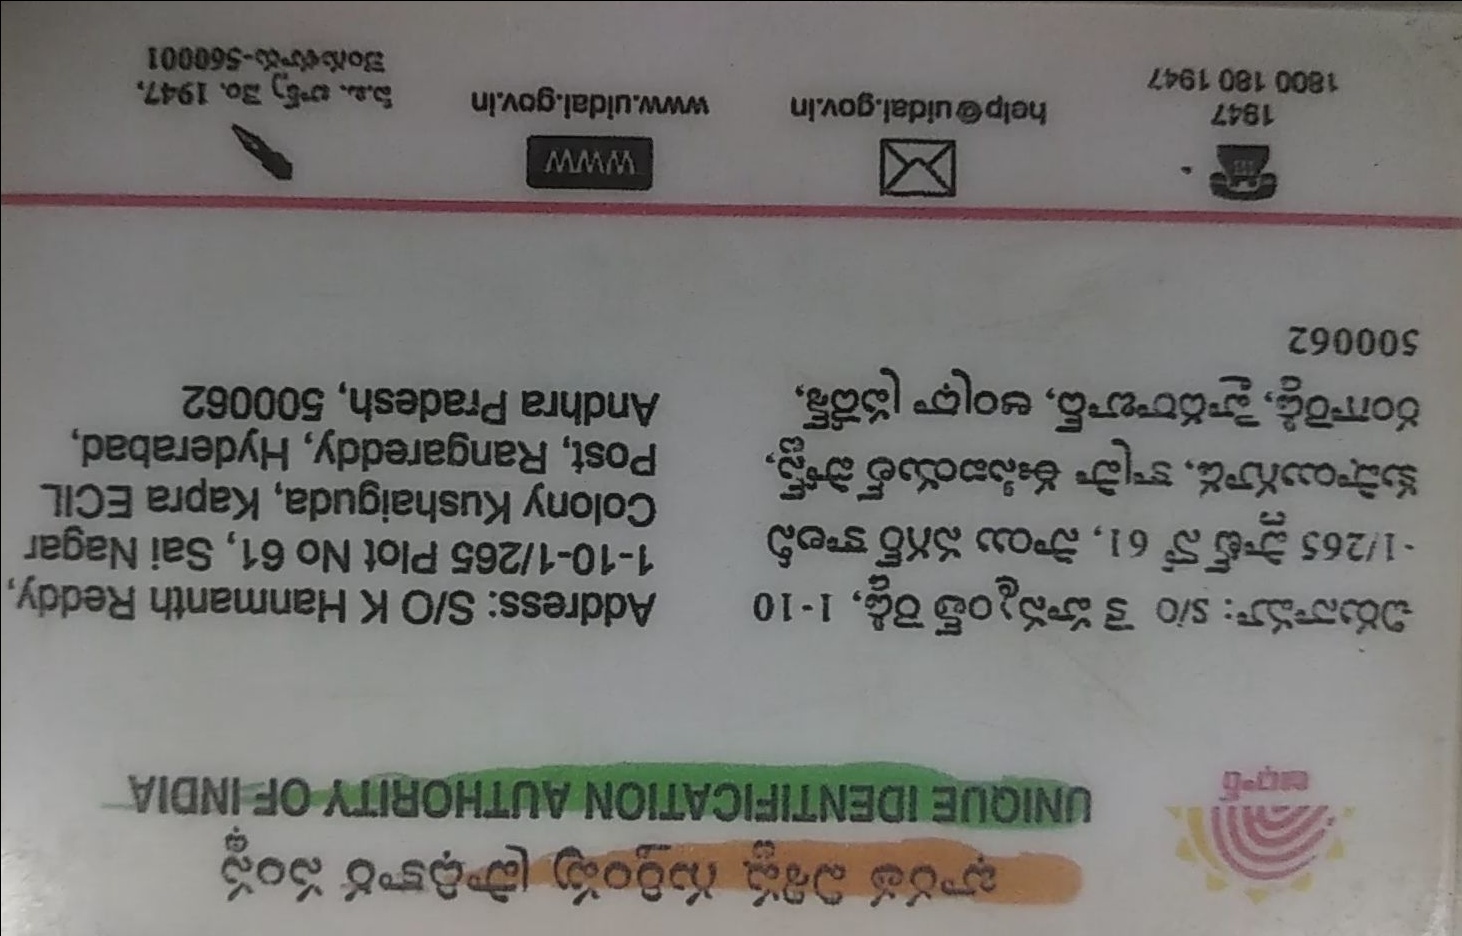 భారత విశిష్ట గుర్తింపు ప్రాధికార సంస్థ
UNIQUE IDENTIFICATION AUTHORITY OF INDIA
ఆధార్
చిరునామా: S/O కె హన్మంత్ రెడ్డి, 1-10
-1/265 ప్లాట్ నో 61, సాయి నగర్ కాలనీ
కుషాయిగూడ, కాప్రా ఈసిఐయల్ పోస్ట్,
రంగారెడ్డి, హైదరాబాద్, ఆంధ్రా ప్రదేశ్,
500062
Address: S/O K Hanmanth Reddy,
1-10-1/265 Plot No 61, Sai Nagar
Colony Kushaiguda, Kapra ECIL
Post, Rangareddy, Hyderabad,
Andhra Pradesh, 500062
1947
1800 180 1947
help@uidai.gov.in
WWW
www.uidai.gov.in
పి.ఒ. బాక్స్ నెం. 1947,
బెంగుళూరు-560001